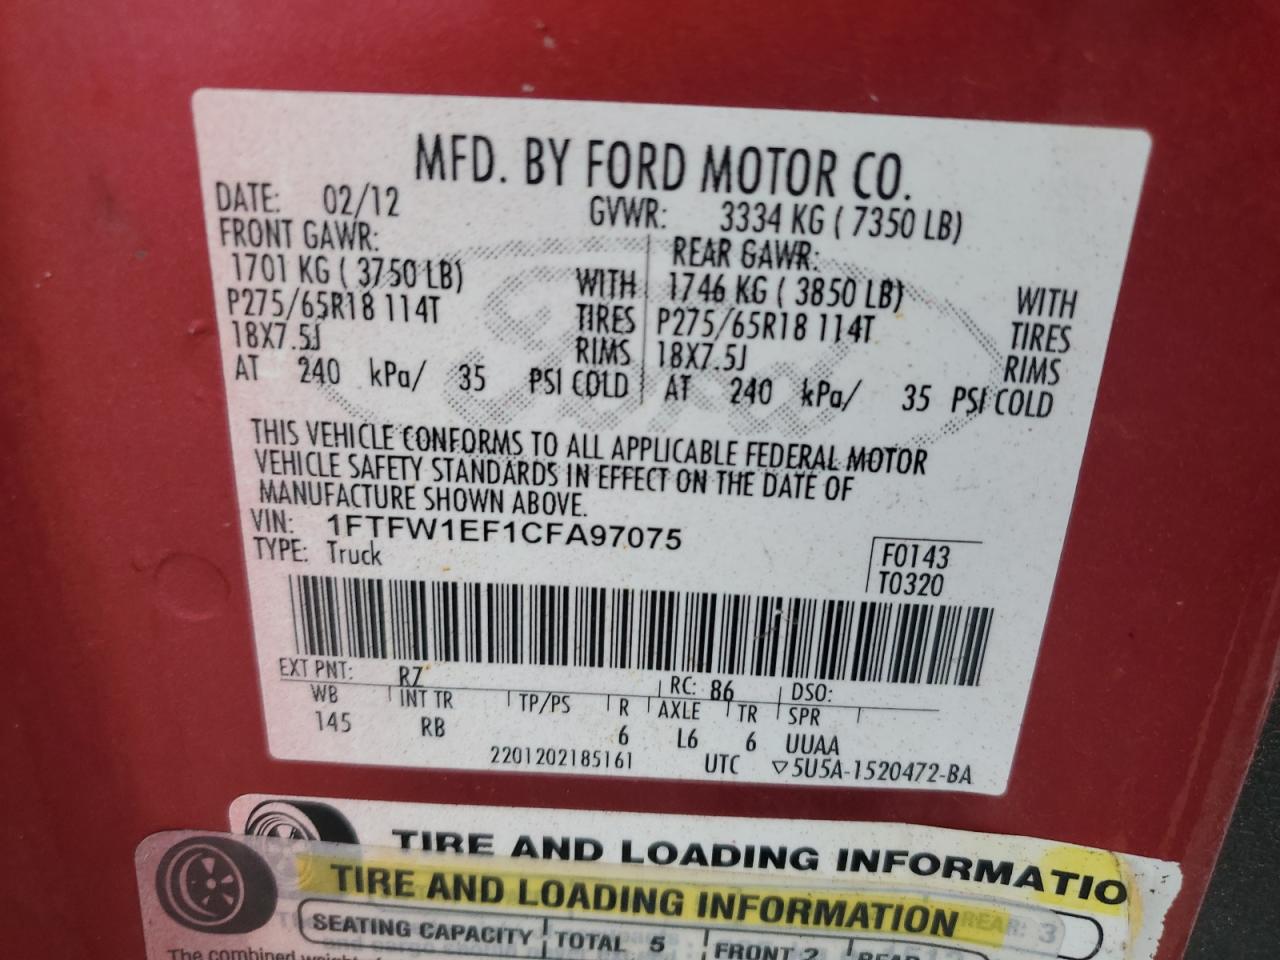 MFD. BY FORD MOTOR CO.
DATE: 02/12 GVWR: 3334 KG ( 7350 LB)
FRONT GAWR: REAR GAWR:
1701 KG ( 3750 LB) WITH 1746 KG ( 3850 LB) WITH
P275/65R18 114T TIRES P275/65R18 114T TIRES
18X7.5J RIMS 18X7.5J RIMS
AT 240 kPa/ 35 PSI COLD AT 240 kPa/ 35 PSI COLD
THIS VEHICLE CONFORMS TO ALL APPLICABLE FEDERAL MOTOR
VEHICLE SAFETY STANDARDS IN EFFECT ON THE DATE OF
MANUFACTURE SHOWN ABOVE.
VIN: 1FTFW1EF1CFA97075
TYPE: Truck
F0143
T0320
EXT PNT: RZ RC: 86 DSO:
WB INT TR TP/PS R AXLE TR SPR
145 RB 6 L6 6 UUAA
2201202185161 UTC ▽5U5A-1520472-BA
TIRE AND LOADING INFORMATIO
TIRE AND LOADING INFORMATION
REAR: 3
SEATING CAPACITY TOTAL 5 FRONT 2 REAR
The combined